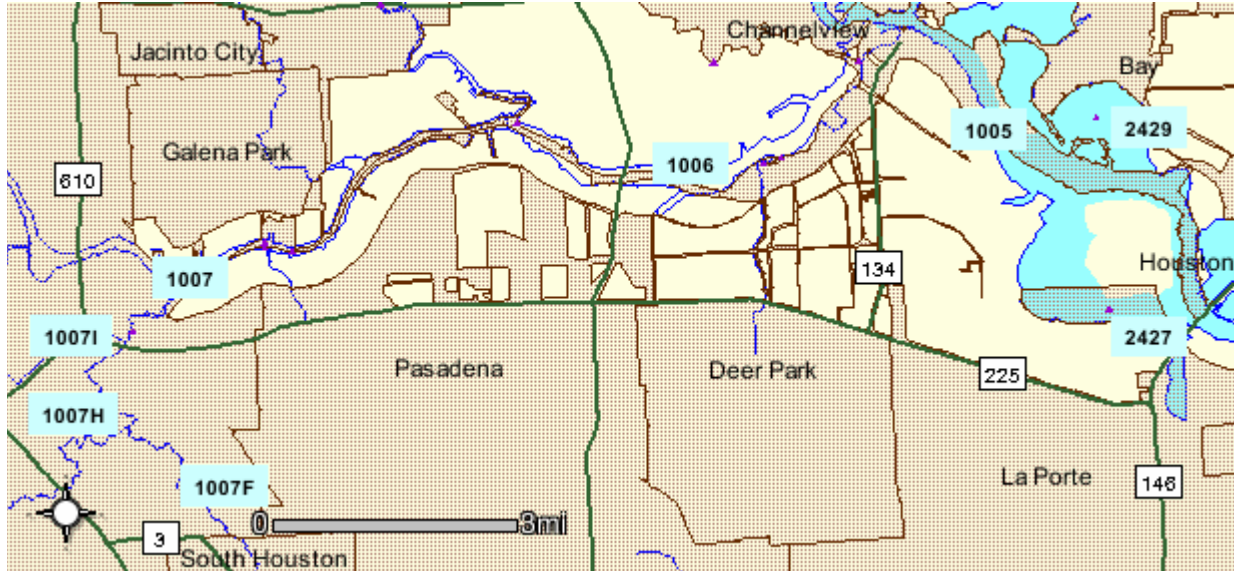 Channelview
Jacinto City
Bay
1005
2429
Galena Park
1006
610
Houston
134
1007
1007I
2427
Pasadena
Deer Park
225
1007H
La Porte
1007F
146
0
3mi
3
South Houston